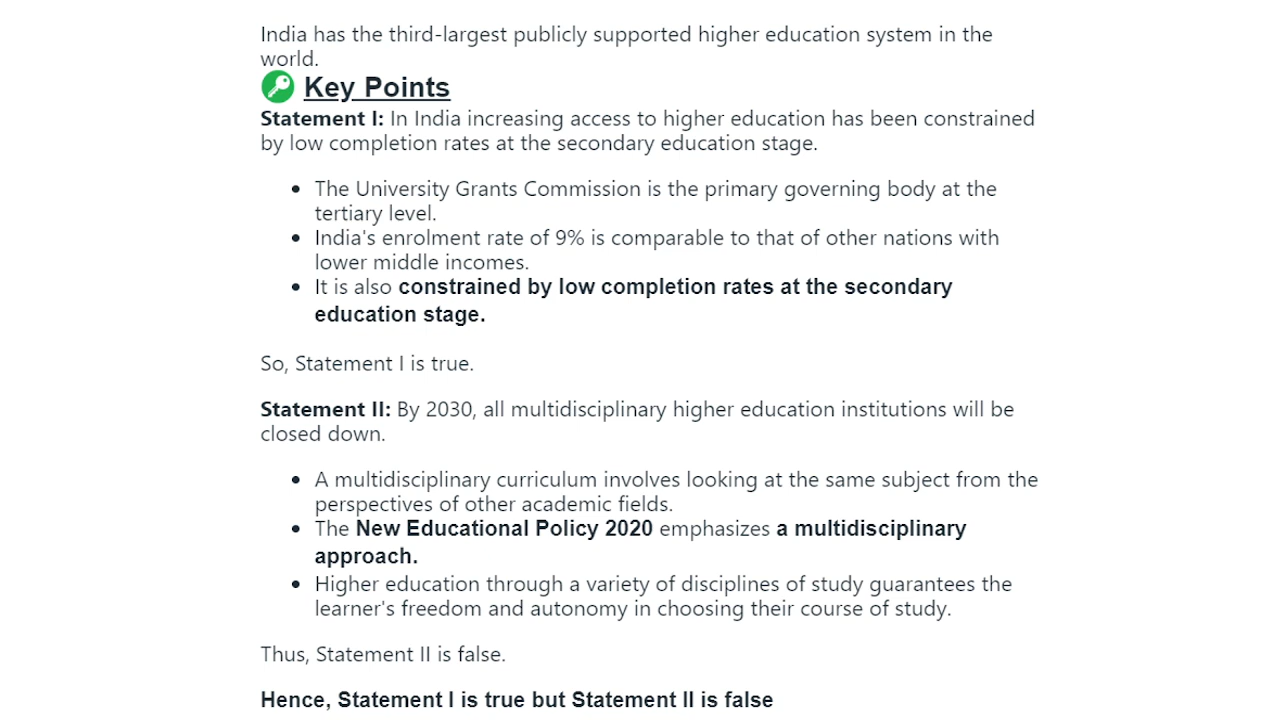 India has the third-largest publicly supported higher education system in the
world.
Key Points
Statement I: In India increasing access to higher education has been constrained
by low completion rates at the secondary education stage.
• The University Grants Commission is the primary governing body at the
tertiary level.
• India's enrolment rate of 9% is comparable to that of other nations with
lower middle incomes.
• It is also constrained by low completion rates at the secondary
education stage.
So, Statement I is true.
Statement II: By 2030, all multidisciplinary higher education institutions will be
closed down.
• A multidisciplinary curriculum involves looking at the same subject from the
perspectives of other academic fields.
• The New Educational Policy 2020 emphasizes a multidisciplinary
approach.
• Higher education through a variety of disciplines of study guarantees the
learner's freedom and autonomy in choosing their course of study.
Thus, Statement II is false.
Hence, Statement I is true but Statement II is false